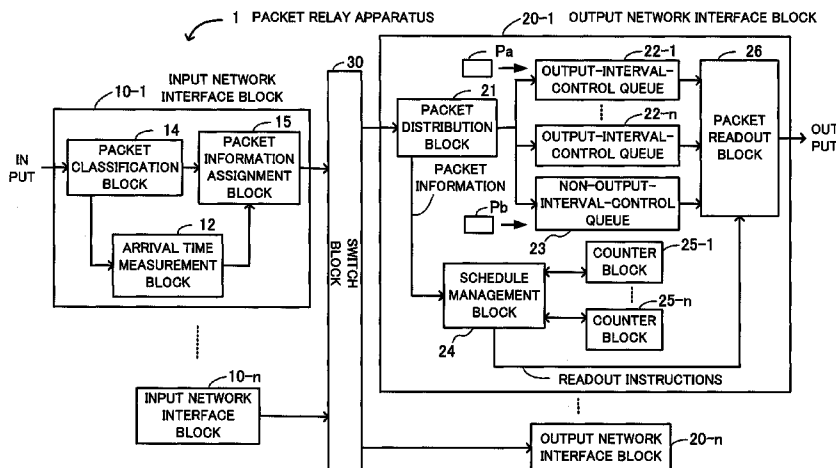 1 PACKET RELAY APPARATUS
OUTPUT NETWORK
INTERFACE BLOCK
20-1
30
INPUT NETWORK
INTERFACE BLOCK
10-1
IN
PUT
14
PACKET
CLASSIFICATION
BLOCK
15
PACKET
INFORMATION
ASSIGNMENT
BLOCK
12
ARRIVAL TIME
MEASUREMENT
BLOCK
SWITCH
BLOCK
Pa
22-1
OUTPUT-INTERVAL-
CONTROL QUEUE
26
PACKET
READOUT
BLOCK
OUT
PUT
21
PACKET
DISTRIBUTION
BLOCK
22-n
OUTPUT-INTERVAL-
CONTROL QUEUE
PACKET
INFORMATION
Pb
NON-OUTPUT-
INTERVAL-CONTROL
QUEUE
23
25-1
COUNTER
BLOCK
SCHEDULE
MANAGEMENT
BLOCK
24
25-n
COUNTER
BLOCK
READOUT INSTRUCTIONS
10-n
INPUT NETWORK
INTERFACE
BLOCK
OUTPUT NETWORK
INTERFACE BLOCK
20-n